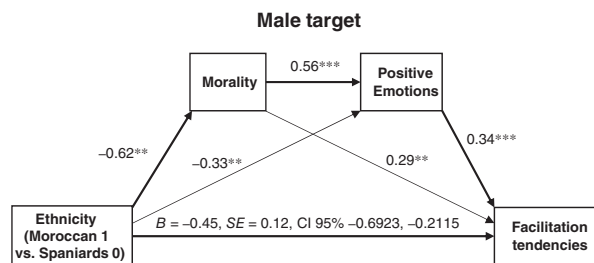 Male target
0.56***
Morality
Positive
Emotions
−0.62**
−0.33**
0.29**
0.34***
Ethnicity
(Moroccan 1
vs. Spaniards 0)
B = −0.45, SE = 0.12, CI 95% -0.6923, -0.2115
Facilitation
tendencies